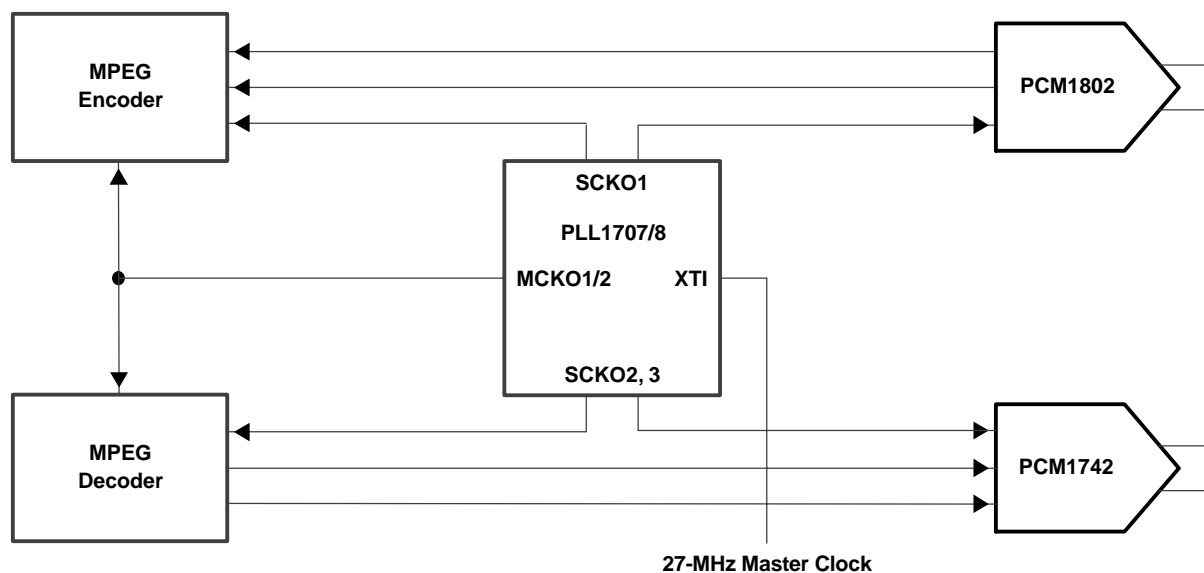 MPEG
Encoder
PCM1802
SCKO1
PLL1707/8
MCKO1/2 XTI
SCKO2, 3
MPEG
Decoder
PCM1742
27-MHz Master Clock